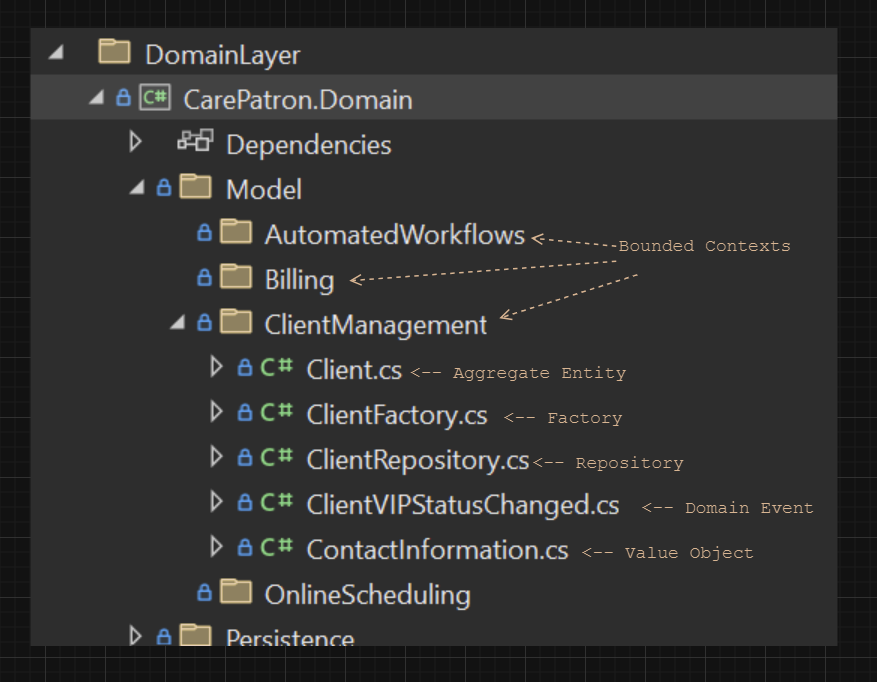 DomainLayer
C# CarePatron.Domain
Dependencies
Model
AutomatedWorkflows
Bounded Contexts
Billing
ClientManagement
C# Client.cs <-- Aggregate Entity
C# ClientFactory.cs <-- Factory
C# ClientRepository.cs <-- Repository
C# ClientVIPStatusChanged.cs <-- Domain Event
C# ContactInformation.cs <-- Value Object
OnlineScheduling
Persistence